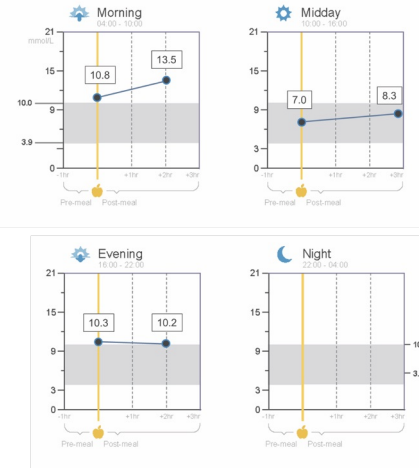 Morning
04:00 - 10:00
21
mmol/L
15
13.5
10.8
10.0
9
3.9
3
0
-1hr
+1hr
+2hr
+3hr
Pre-meal
Post-meal
Midday
10:00 - 16:00
21
15
7.0
8.3
9
3
0
-1hr
+1hr
+2hr
+3hr
Pre-meal
Post-meal
Evening
16:00 - 22:00
21
15
10.3
10.2
9
3
0
-1hr
+1hr
+2hr
+3hr
Pre-meal
Post-meal
Night
22:00 - 04:00
21
15
9
3
0
-1hr
+1hr
+2hr
+3hr
Pre-meal
Post-meal